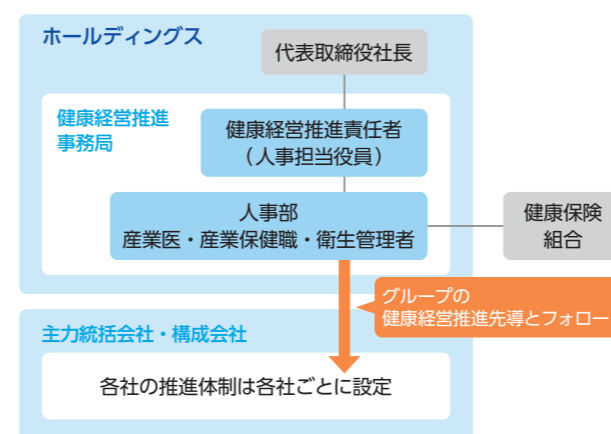 ホールディングス
代表取締役社長
健康経営推進
事務局
健康経営推進責任者
（人事担当役員）
人事部
産業医・産業保健職・衛生管理者
健康保険
組合
グループの
健康経営推進先導とフォロー
主力統括会社・構成会社
各社の推進体制は各社ごとに設定